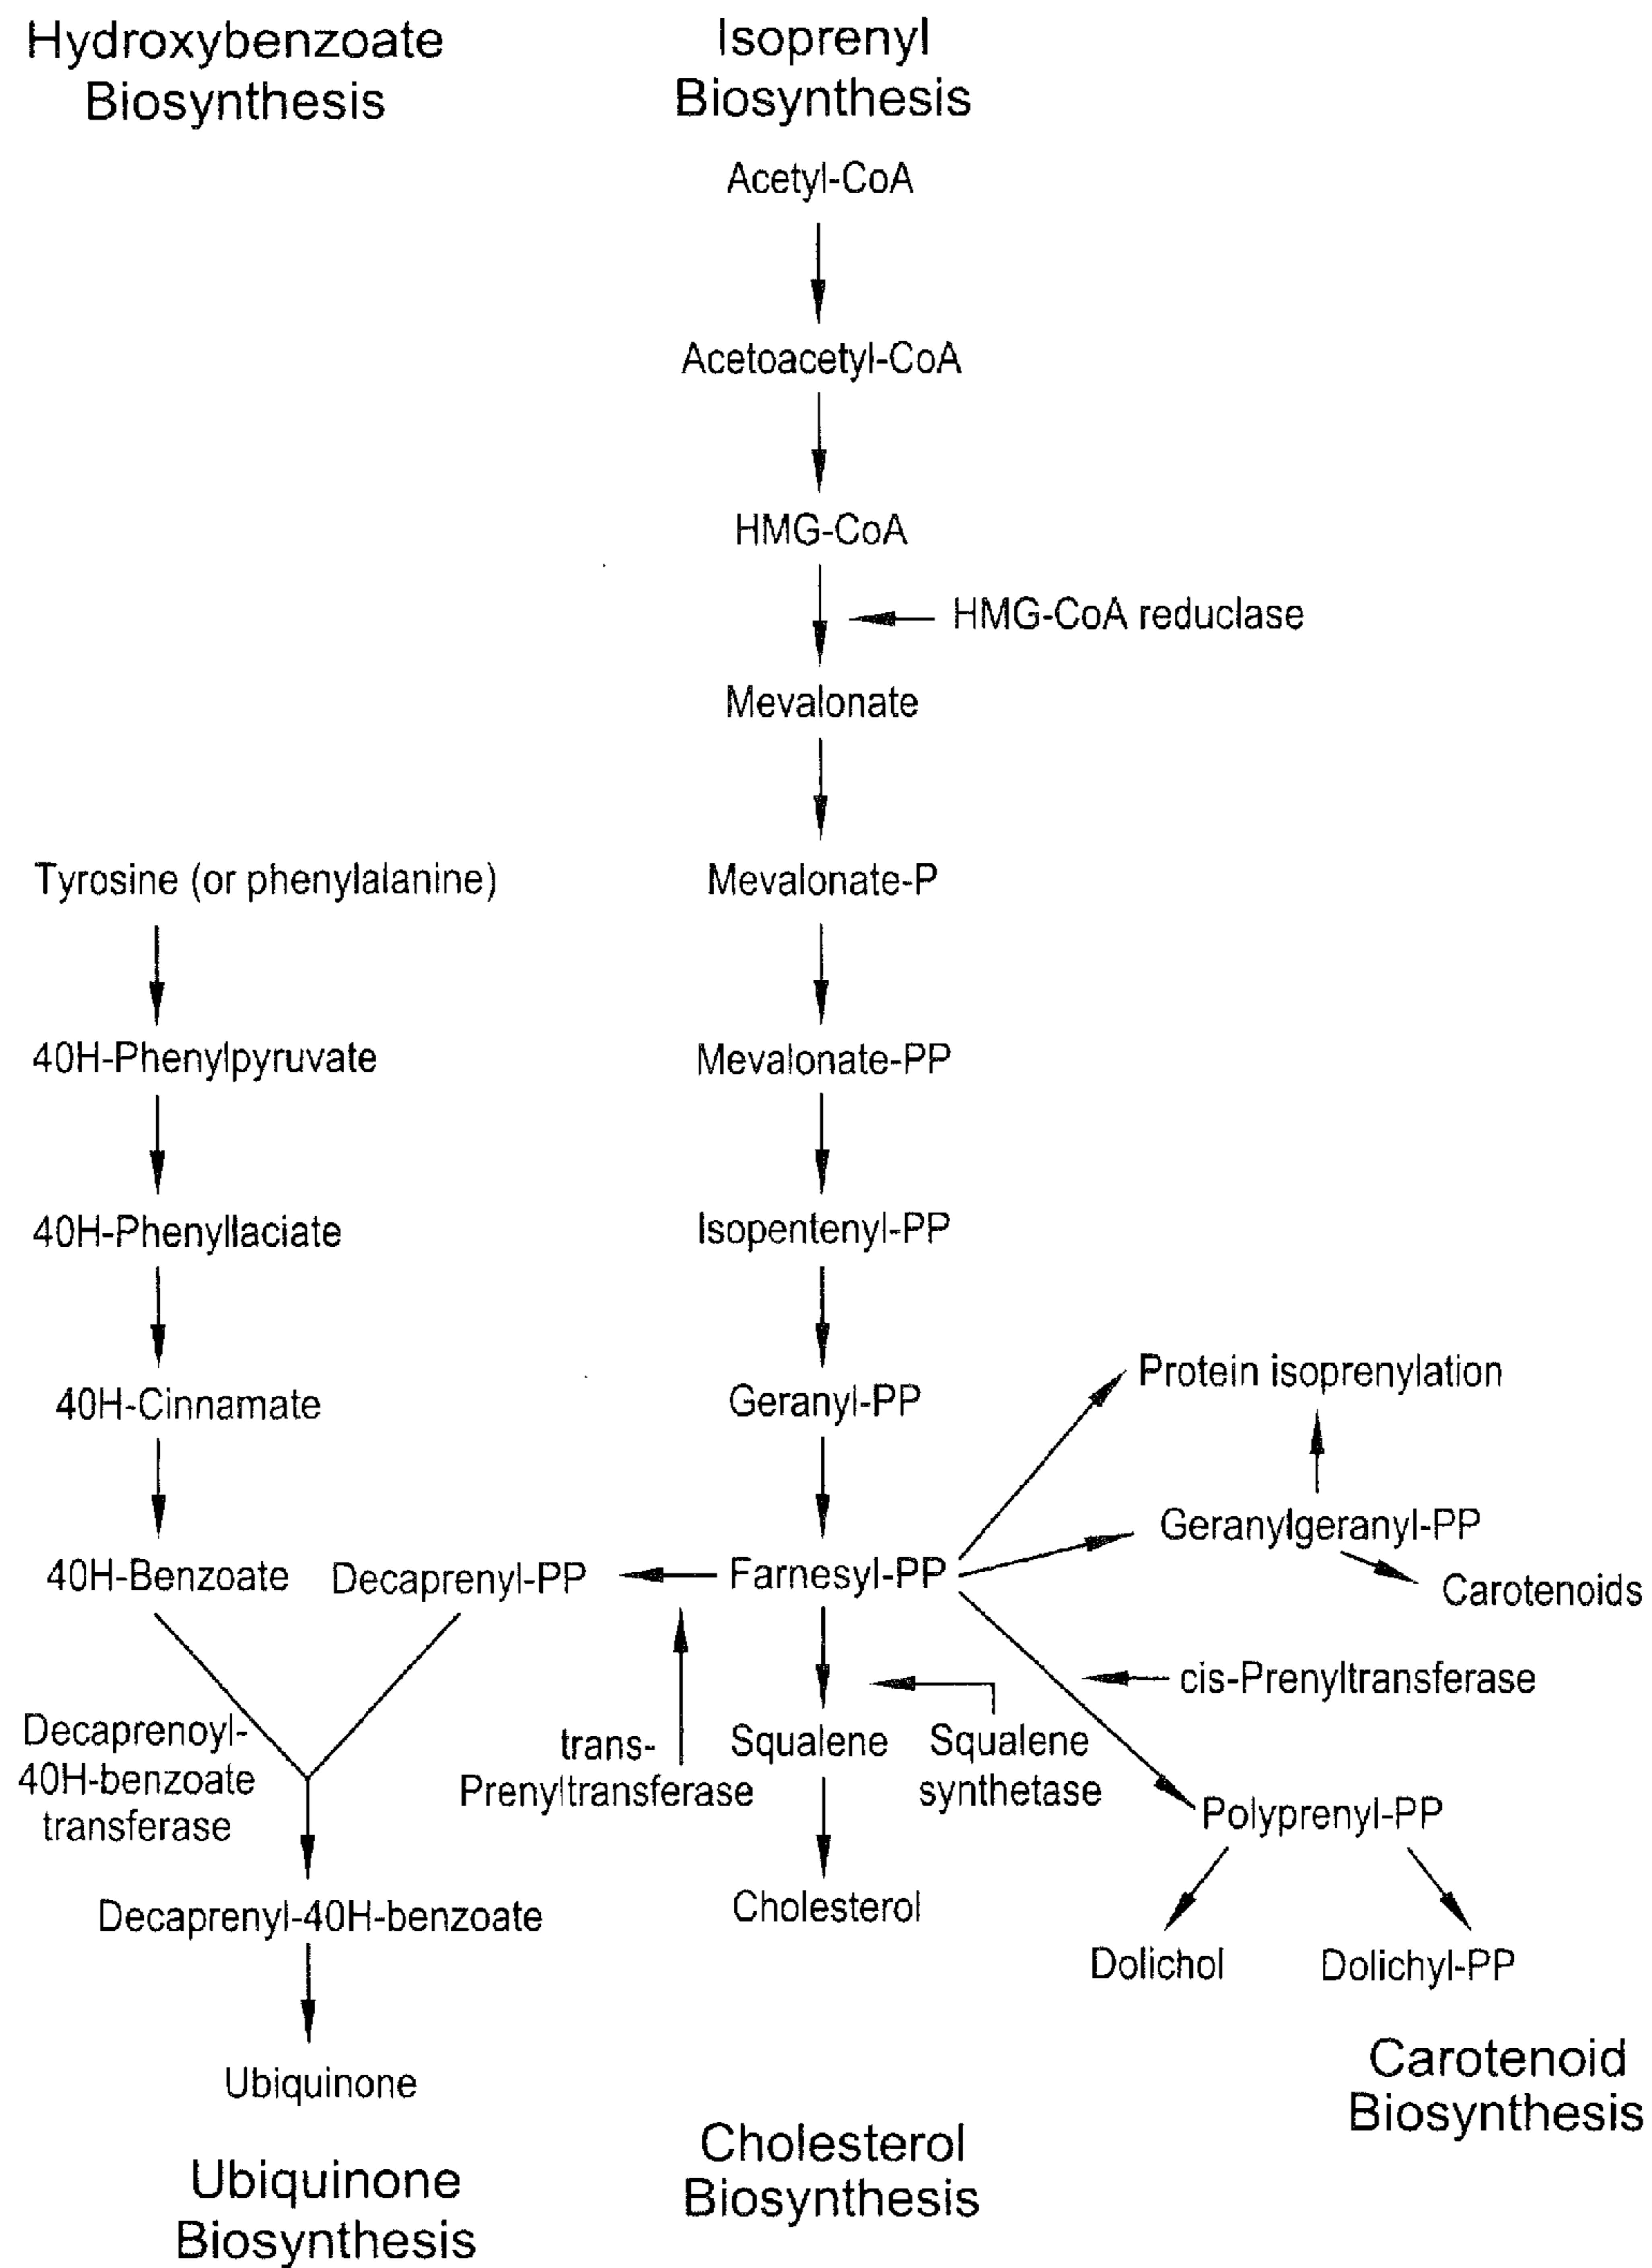 Hydroxybenzoate
Biosynthesis
Isoprenyl
Biosynthesis
Acetyl-CoA
Acetoacetyl-CoA
HMG-CoA
HMG-CoA reduclase
Mevalonate
Tyrosine (or phenylalanine)
Mevalonate-P
40H-Phenylpyruvate
Mevalonate-PP
40H-Phenyllaciate
Isopentenyl-PP
40H-Cinnamate
Geranyl-PP
Protein isoprenylation
Geranylgeranyl-PP
Carotenoids
40H-Benzoate
Decaprenyl-PP
Farnesyl-PP
cis-Prenyltransferase
Decaprenoyl-
40H-benzoate
transferase
trans-
Prenyltransferase
Squalene
Squalene
synthetase
Polyprenyl-PP
Decaprenyl-40H-benzoate
Cholesterol
Dolichol
Dolichyl-PP
Ubiquinone
Carotenoid
Biosynthesis
Cholesterol
Biosynthesis
Ubiquinone
Biosynthesis